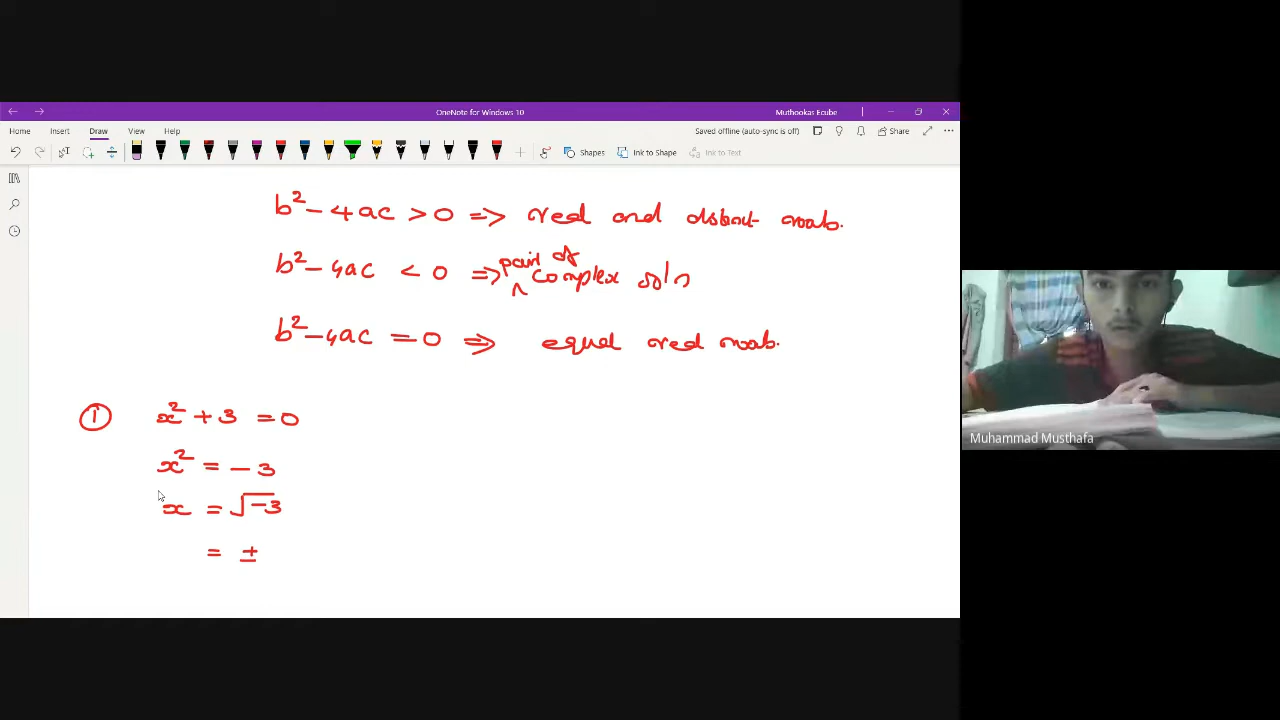 OneNote for Windows 10
Muthookas Ecube
Home Insert Draw View Help
Saved offline (auto-sync is off) Share
Shapes Ink to Shape Ink to Text
b² - 4ac > 0 => real and distinct roots.
pair of
b² - 4ac < 0 => ^ complex sol n
b² - 4ac = 0 => equal real roots.
① x² + 3 = 0
x² = - 3
x = √-3
= ±
Muhammad Musthafa